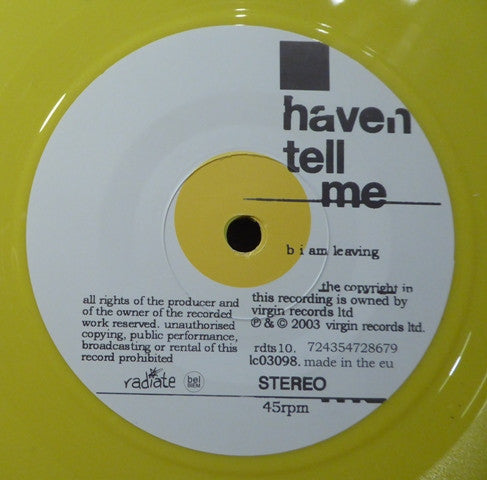 haven
tell
me
b i am leaving
the copyright in
this recording is owned by
virgin records ltd
℗ & © 2003 virgin records ltd.
rdts10. 724354728679
lc03098. made in the eu
STEREO
45rpm
all rights of the producer and
of the owner of the recorded
work reserved. unauthorised
copying, public performance,
broadcasting or rental of this
record prohibited
radiate